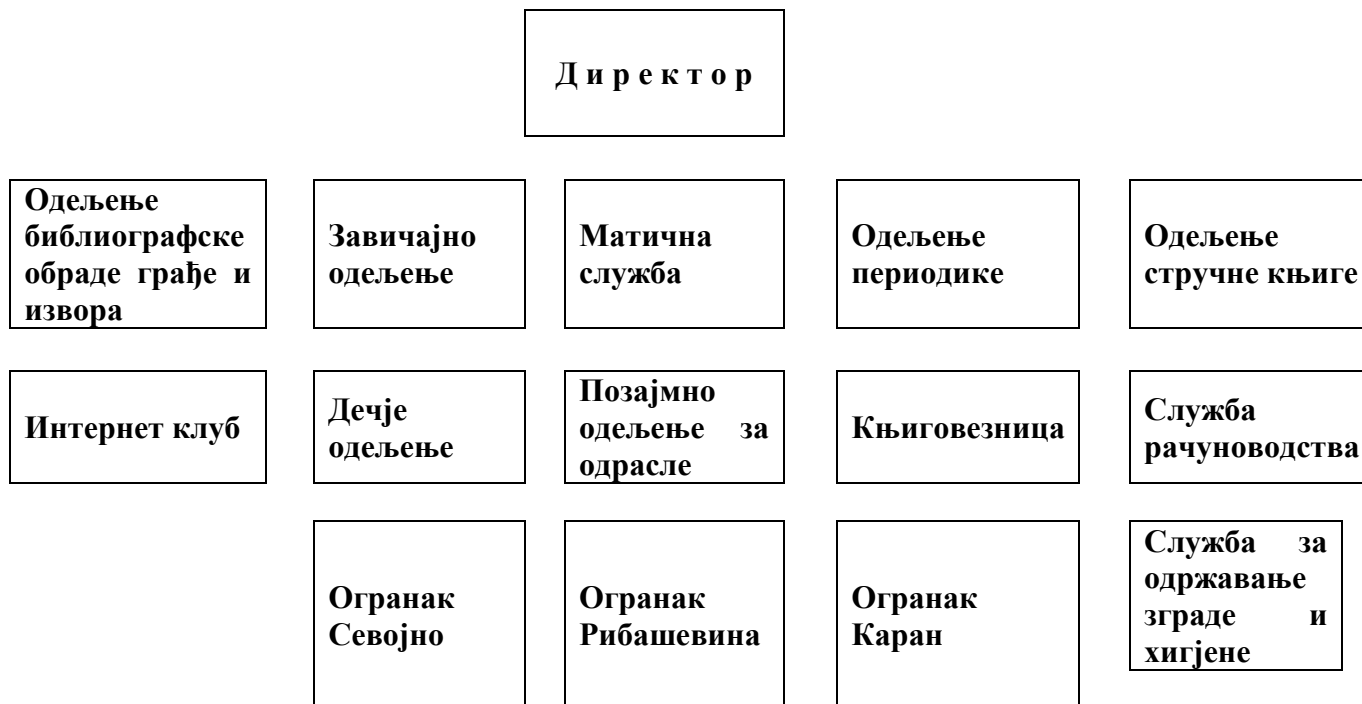 Д и р е к т о р
Одељење
библиографске
обраде грађе и
извора
Завичајно
одељење
Матична
служба
Одељење
периодике
Одељење
стручне књиге
Интернет клуб
Дечје
одељење
Позајмно
одељење за
одрасле
Књиговезница
Служба
рачуноводства
Огранак
Севојно
Огранак
Рибашевина
Огранак
Каран
Служба за
одржавање
зграде и
хигјене